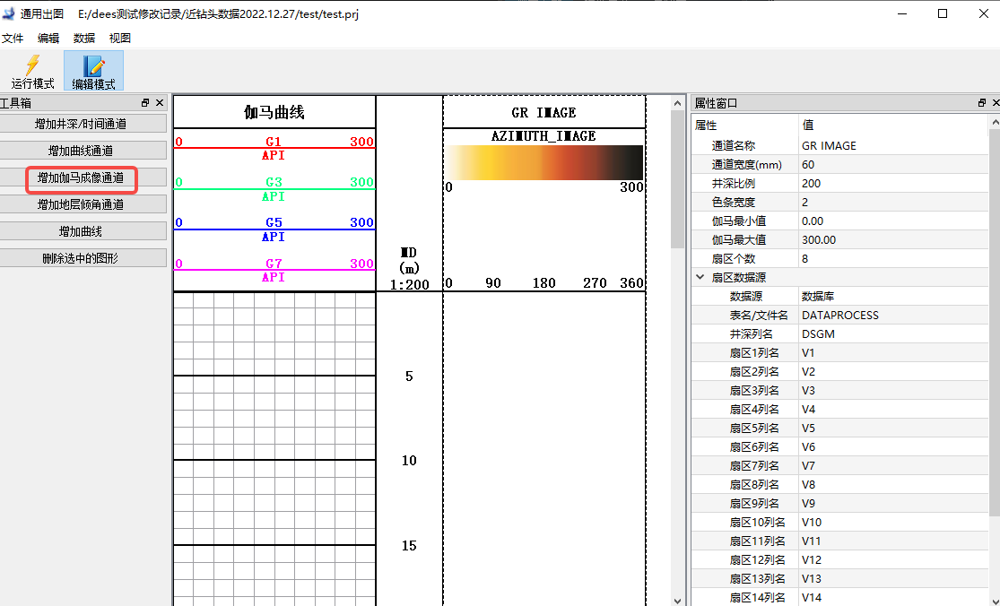 通用出图 E:/dees测试修改记录/近钻头数据2022.12.27/test/test.prj
文件 编辑 数据 视图
运行模式 编辑模式
工具箱
增加井深/时间通道
增加曲线通道
增加伽马成像通道
增加地层倾角通道
增加曲线
删除选中的图形
伽马曲线
0 G1 300
API
0 G3 300
API
0 G5 300
API
0 G7 300
API
MD
(m)
1:200
GR IMAGE
AZIMUTH_IMAGE
0 300
0 90 180 270 360
5
10
15
属性窗口
属性 值
通道名称 GR IMAGE
通道宽度(mm) 60
井深比例 200
色条宽度 2
伽马最小值 0.00
伽马最大值 300.00
扇区个数 8
扇区数据源
数据源 数据库
表名/文件名 DATAPROCESS
井深列名 DSGM
扇区1列名 V1
扇区2列名 V2
扇区3列名 V3
扇区4列名 V4
扇区5列名 V5
扇区6列名 V6
扇区7列名 V7
扇区8列名 V8
扇区9列名 V9
扇区10列名 V10
扇区11列名 V11
扇区12列名 V12
扇区13列名 V13
扇区14列名 V14